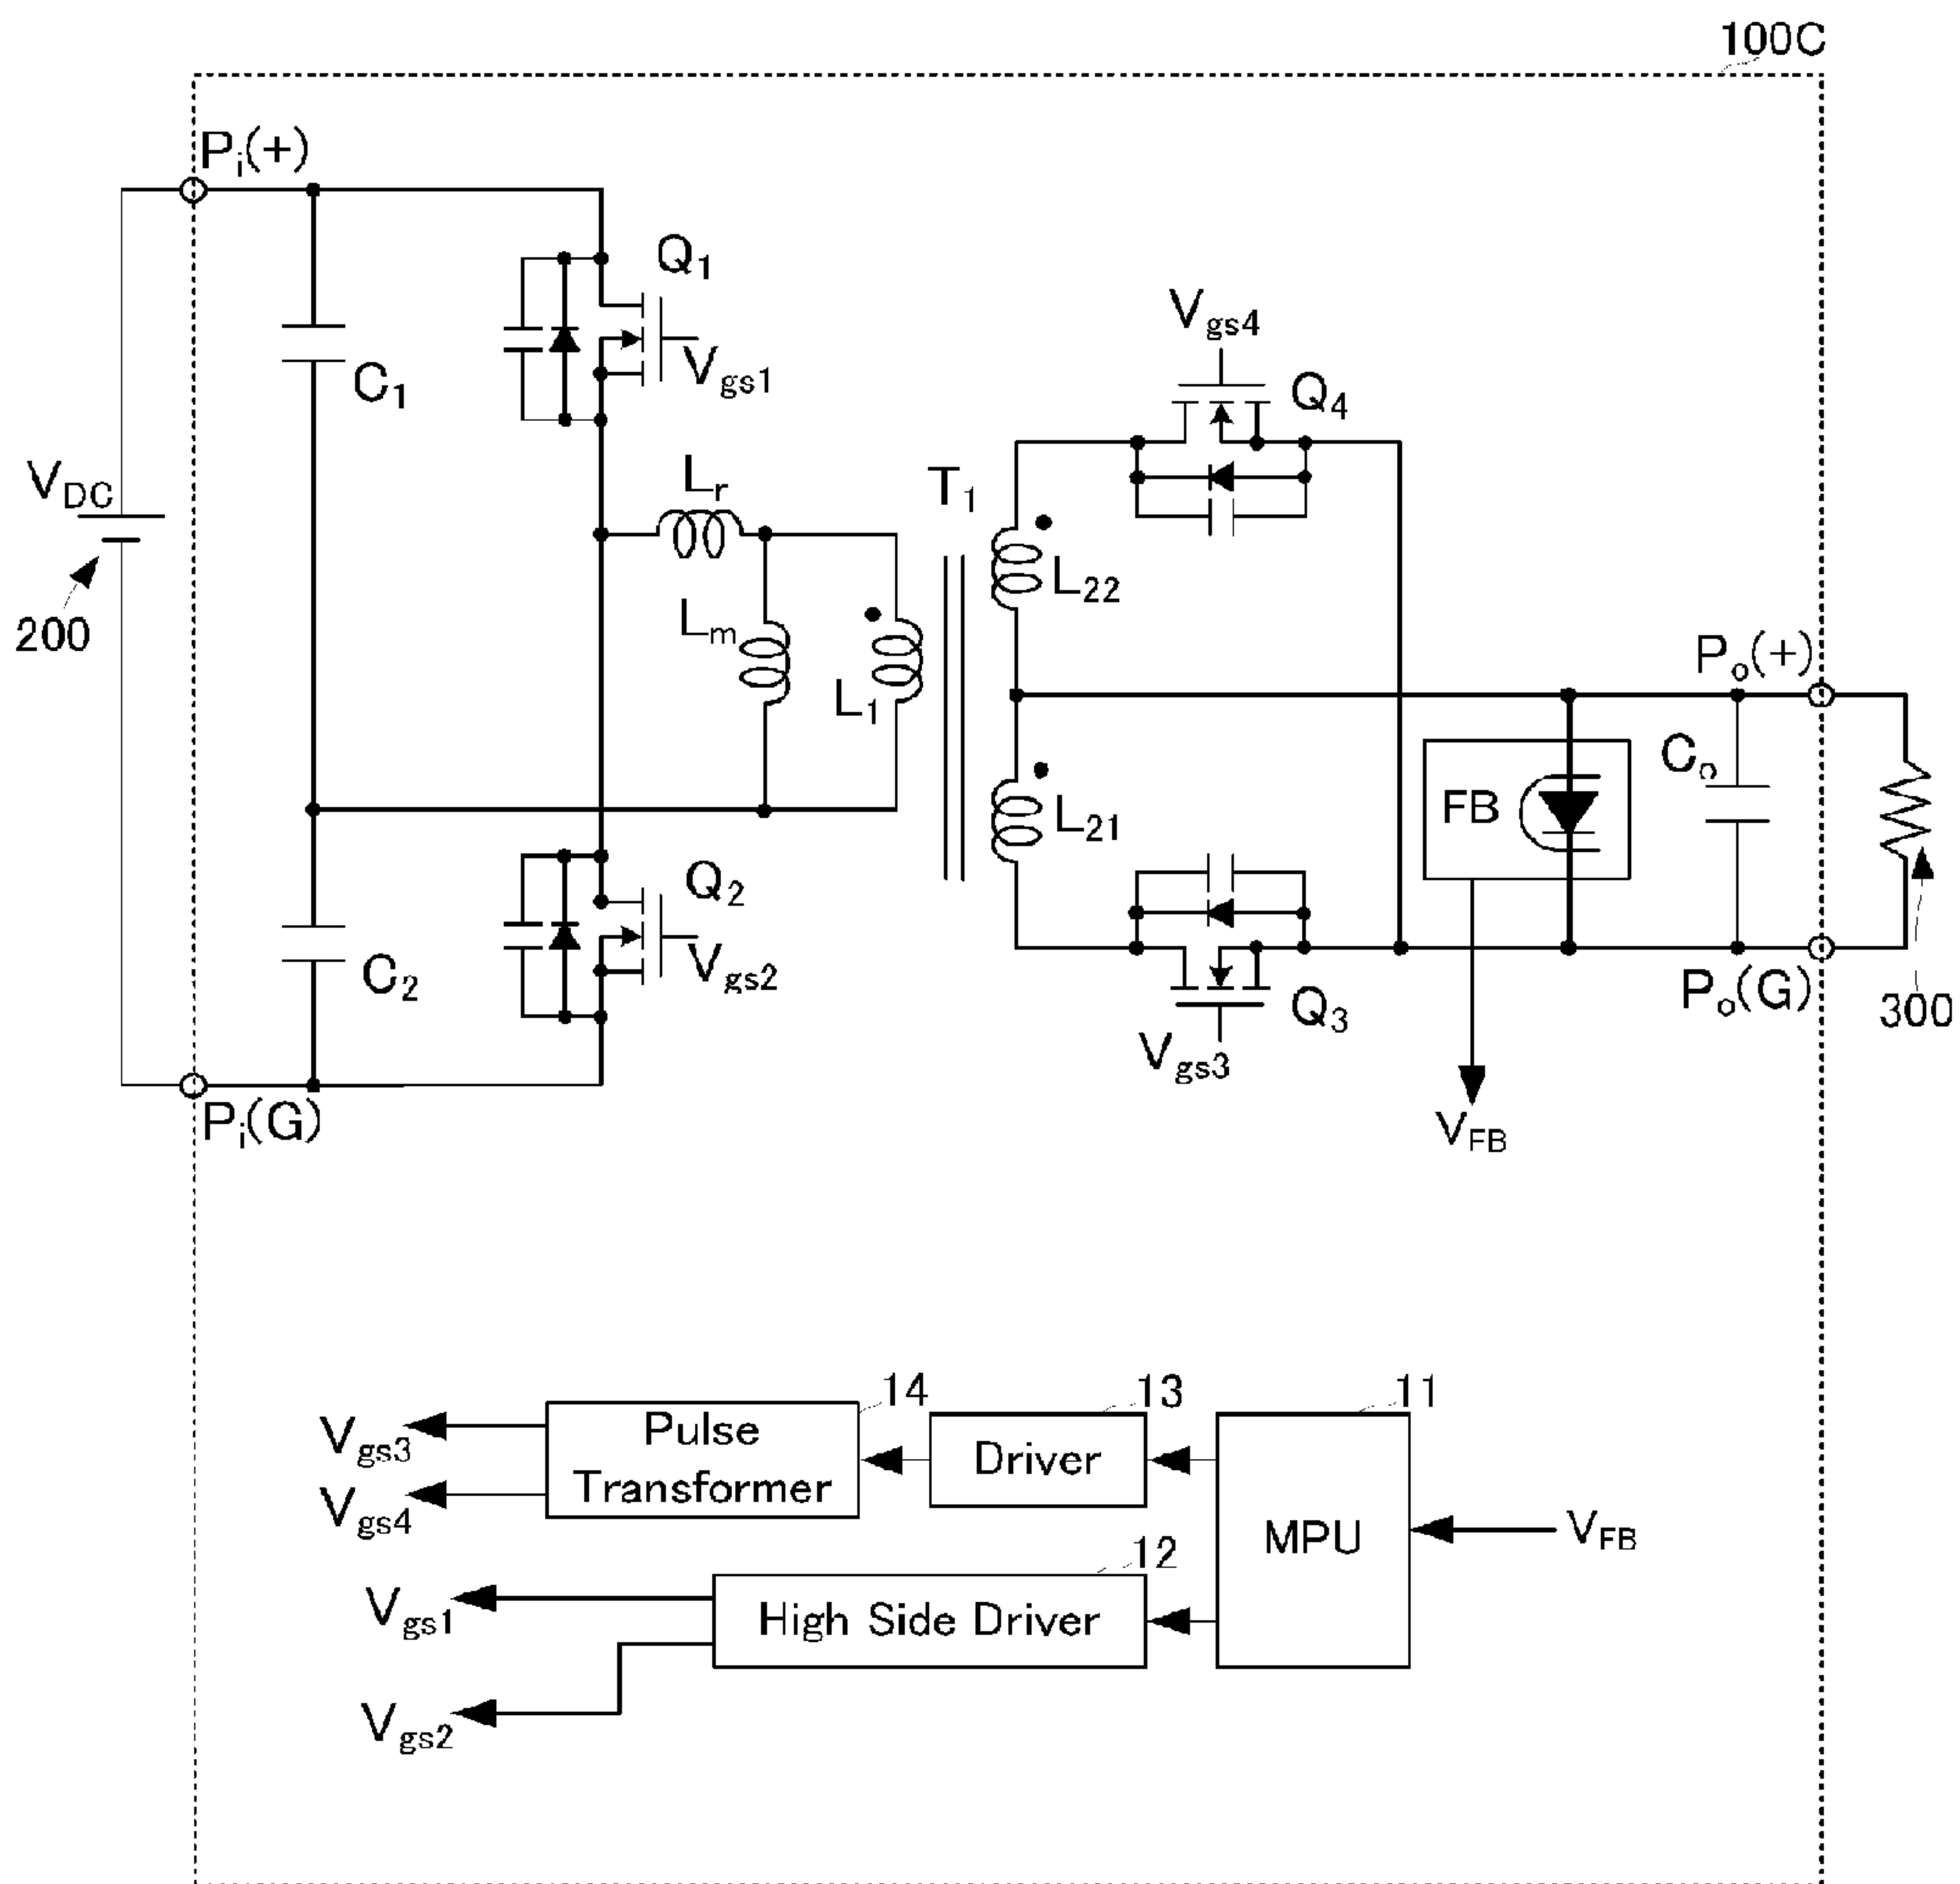 100C
Pi(+)
Q1
Vgs1
C1
Vgs4
Q4
VDC
Lr
T1
200
Lm
L1
L22
Po(+)
Co
FB
L21
Q2
Vgs2
C2
Q3
Vgs3
Po(G)
300
Pi(G)
VFB
14
13
11
Vgs3
Vgs4
Pulse
Transformer
Driver
MPU
VFB
12
Vgs1
High Side Driver
Vgs2